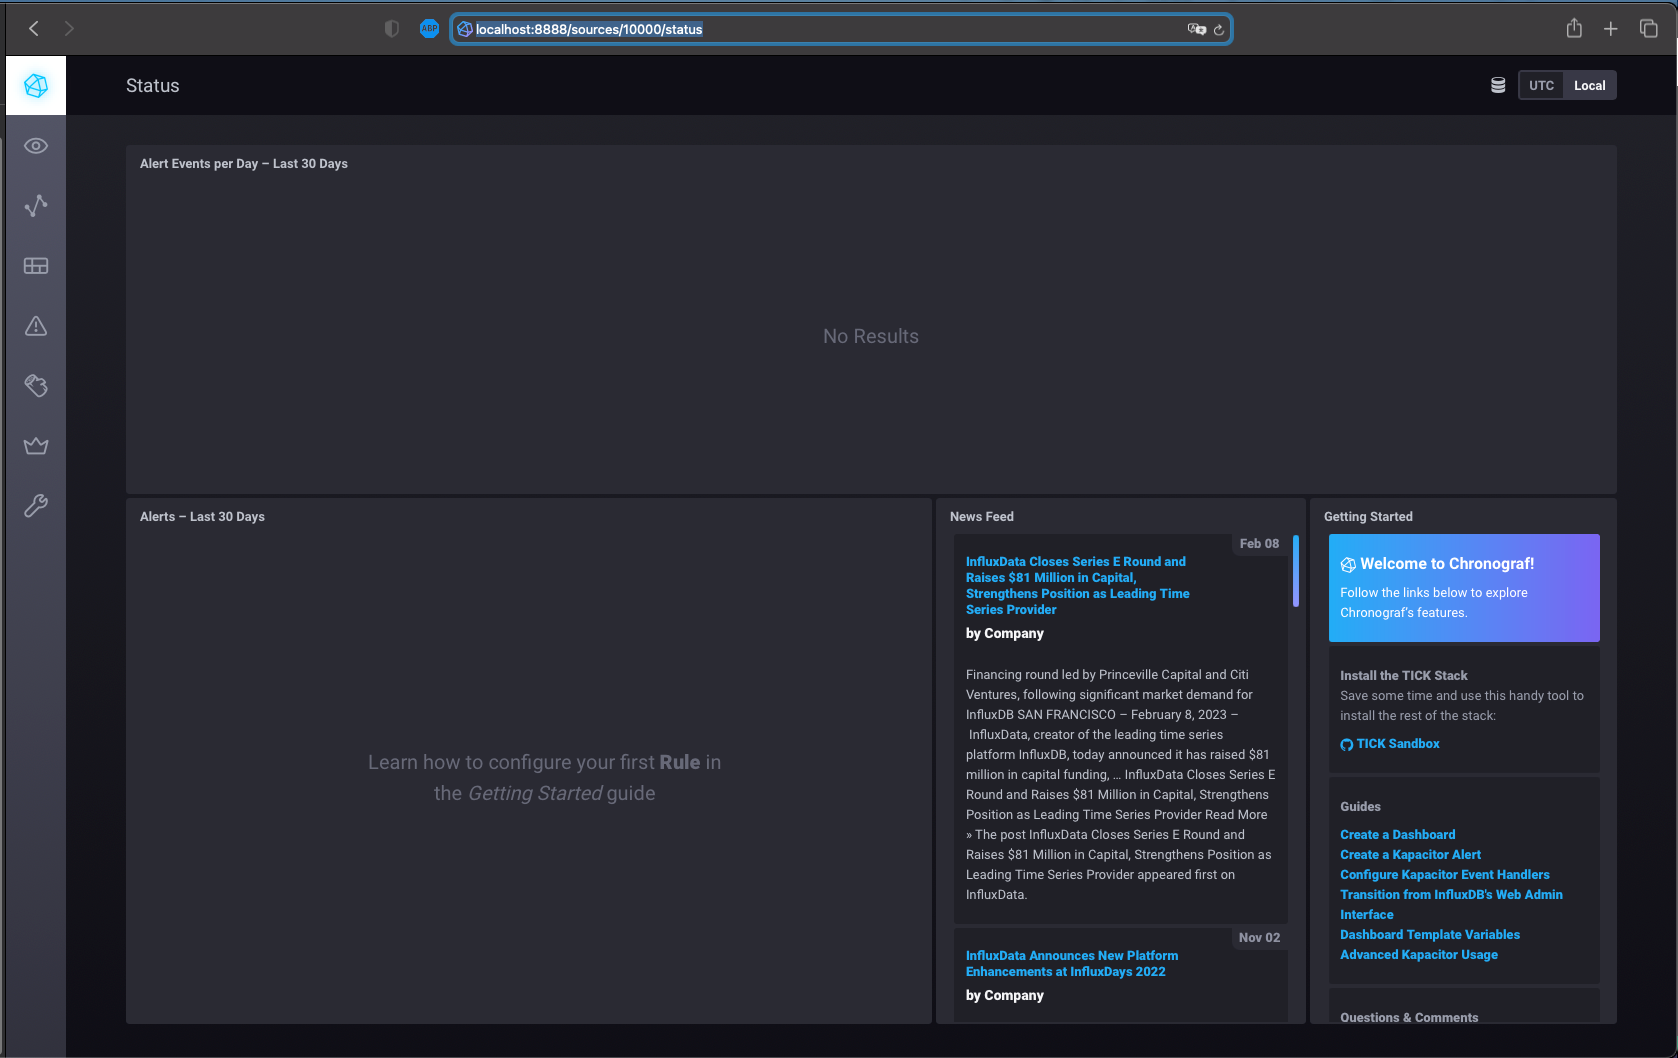 ABP
localhost:8888/sources/10000/status
Status
UTC
Local
Alert Events per Day – Last 30 Days
No Results
Alerts – Last 30 Days
Learn how to configure your first Rule in
the Getting Started guide
News Feed
Feb 08
InfluxData Closes Series E Round and
Raises $81 Million in Capital,
Strengthens Position as Leading Time
Series Provider
by Company
Financing round led by Princeville Capital and Citi
Ventures, following significant market demand for
InfluxDB SAN FRANCISCO – February 8, 2023 –
InfluxData, creator of the leading time series
platform InfluxDB, today announced it has raised $81
million in capital funding, ... InfluxData Closes Series E
Round and Raises $81 Million in Capital, Strengthens
Position as Leading Time Series Provider Read More
» The post InfluxData Closes Series E Round and
Raises $81 Million in Capital, Strengthens Position as
Leading Time Series Provider appeared first on
InfluxData.
Nov 02
InfluxData Announces New Platform
Enhancements at InfluxDays 2022
by Company
Getting Started
Welcome to Chronograf!
Follow the links below to explore
Chronograf's features.
Install the TICK Stack
Save some time and use this handy tool to
install the rest of the stack:
TICK Sandbox
Guides
Create a Dashboard
Create a Kapacitor Alert
Configure Kapacitor Event Handlers
Transition from InfluxDB's Web Admin
Interface
Dashboard Template Variables
Advanced Kapacitor Usage
Questions & Comments